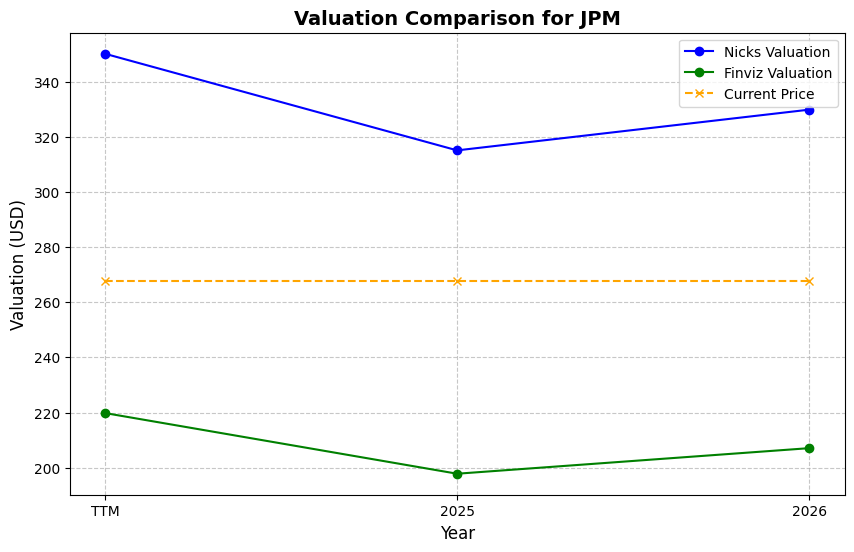 Valuation Comparison for JPM
Nicks Valuation
Finviz Valuation
Current Price
Valuation (USD)
340
320
300
280
260
240
220
200
TTM
2025
2026
Year